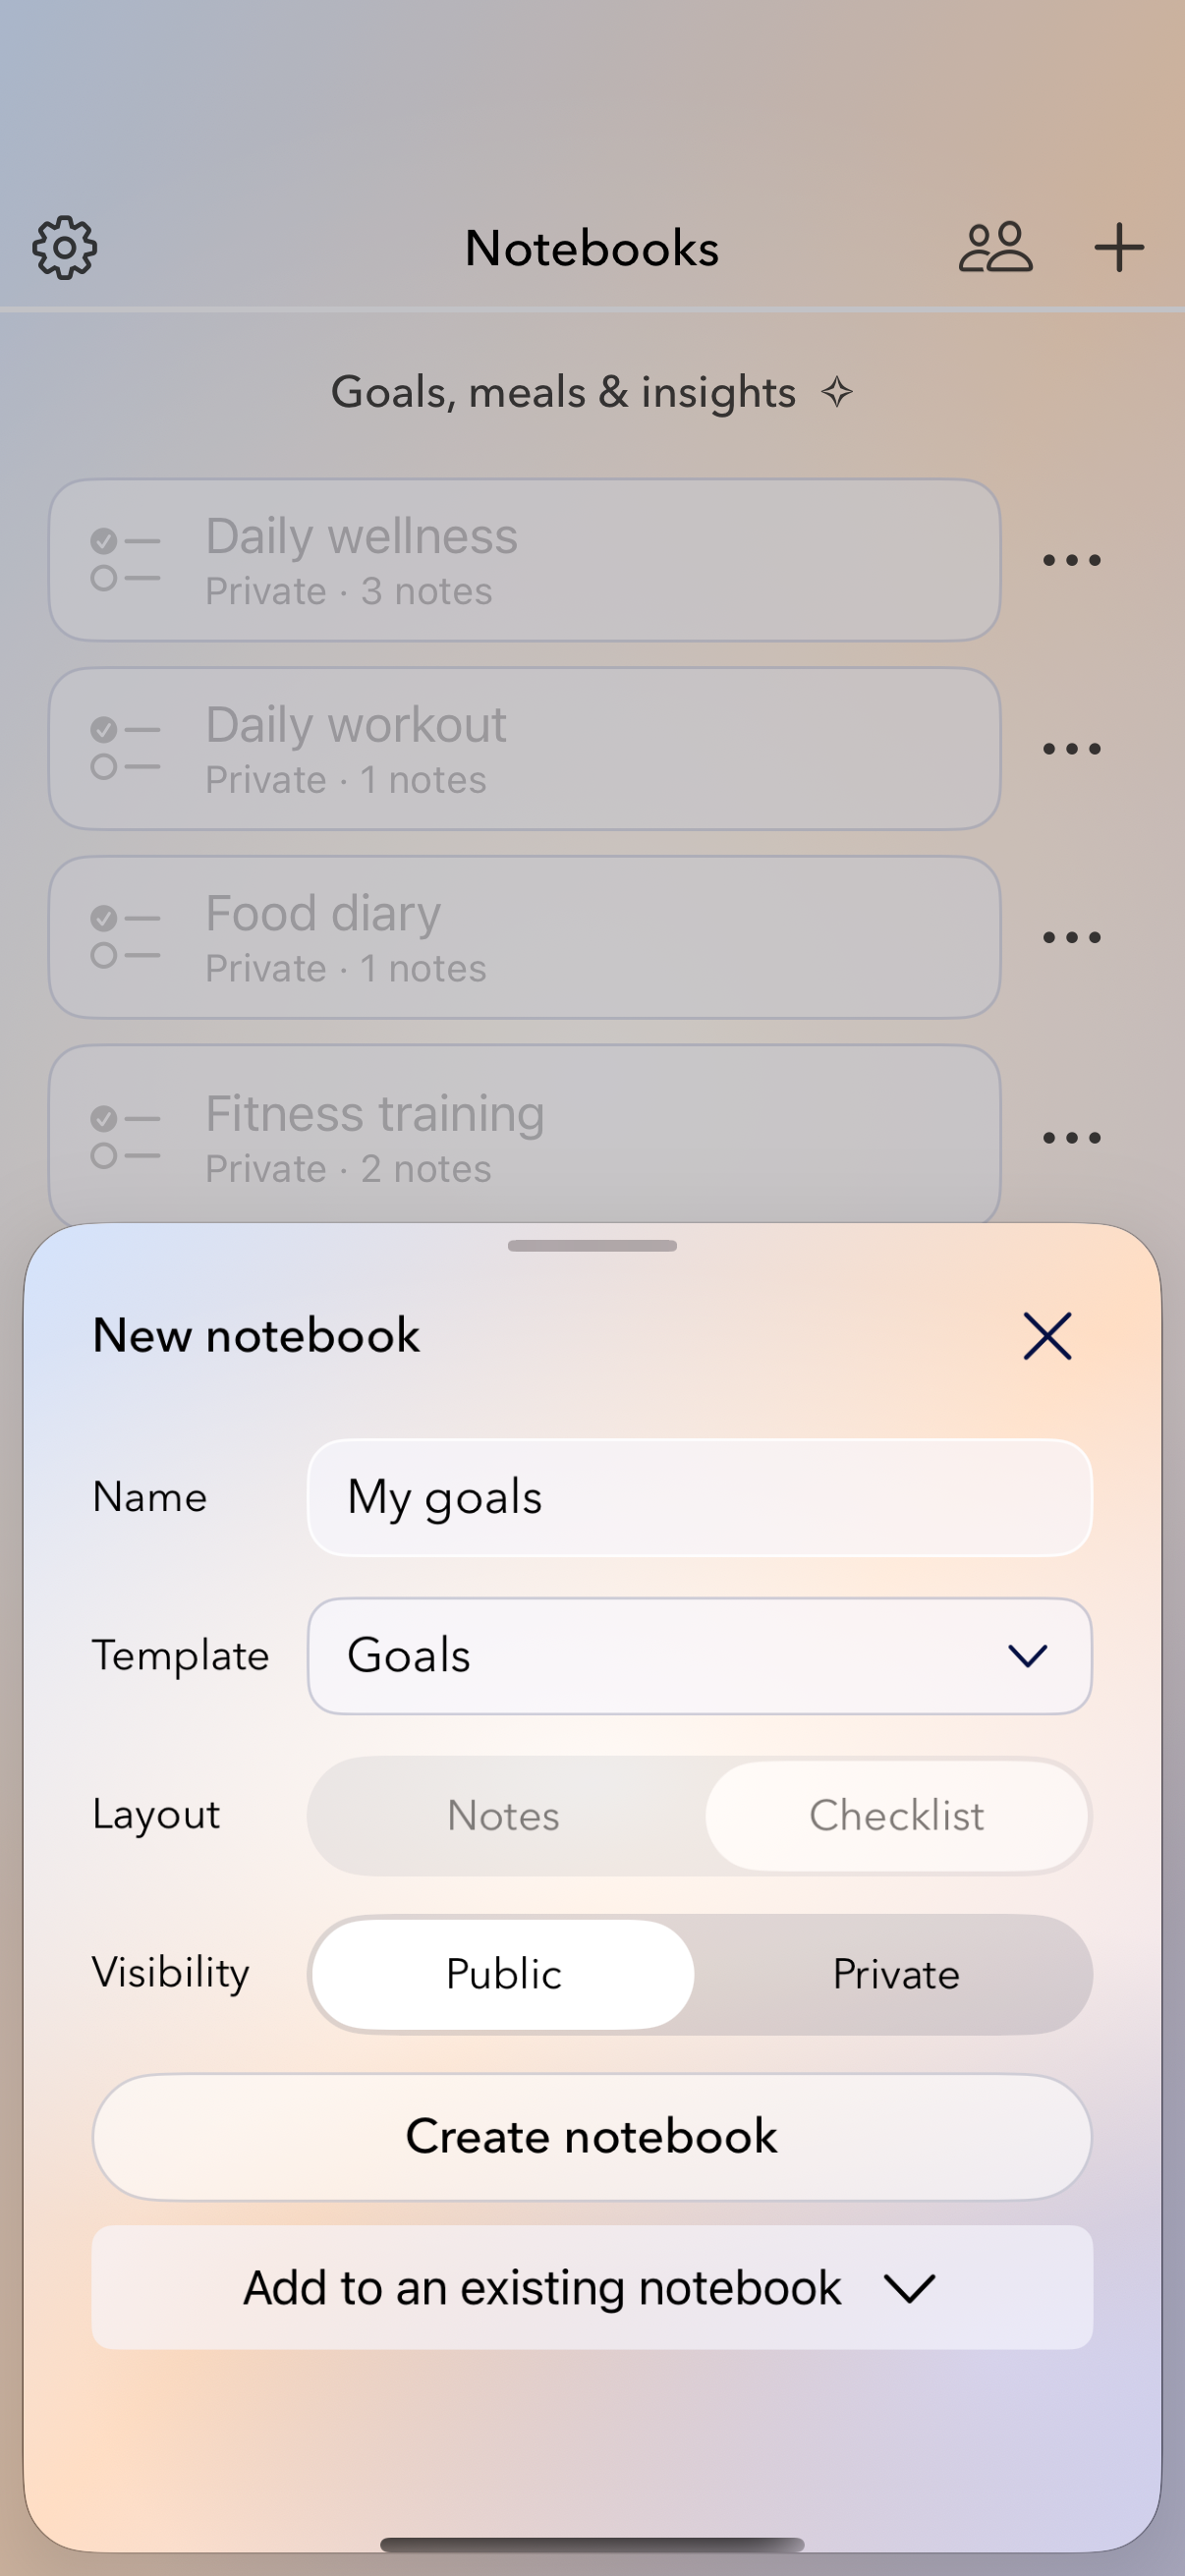 Notebooks
Goals, meals & insights
Daily wellness
Private · 3 notes
Daily workout
Private · 1 notes
Food diary
Private · 1 notes
Fitness training
Private · 2 notes
New notebook
Name My goals
Template Goals
Layout Notes Checklist
Visibility Public Private
Create notebook
Add to an existing notebook